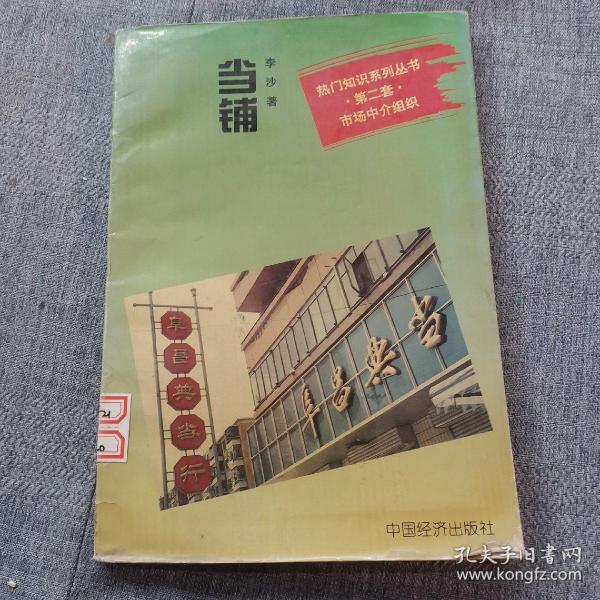 当铺
李沙著
热门知识系列丛书
·第二套·
市场中介组织
阜昌典当行
阜昌典当
中国经济出版社
孔夫子旧书网
www.kongfz.com